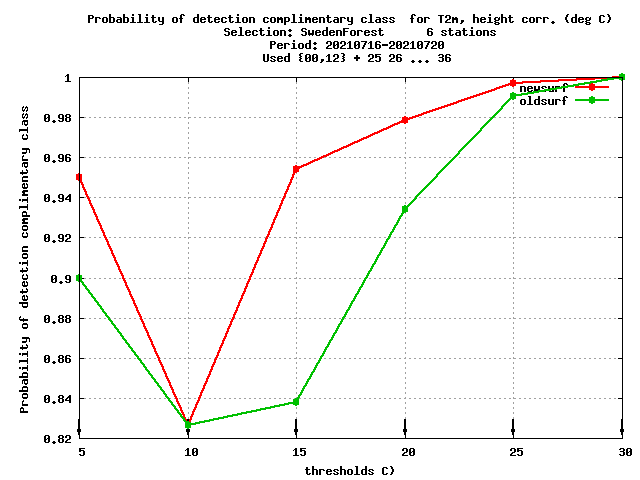 Probability of detection complimentary class  for T2m, height corr. (deg C)
Selection: SwedenForest      6 stations
Period: 20210716-20210720
Used {00,12} + 25 26 ... 36
newsurf
oldsurf
1
0.98
0.96
0.94
0.92
0.9
0.88
0.86
0.84
0.82
Probability of detection complimentary class
5 10 15 20 25 30
thresholds C)